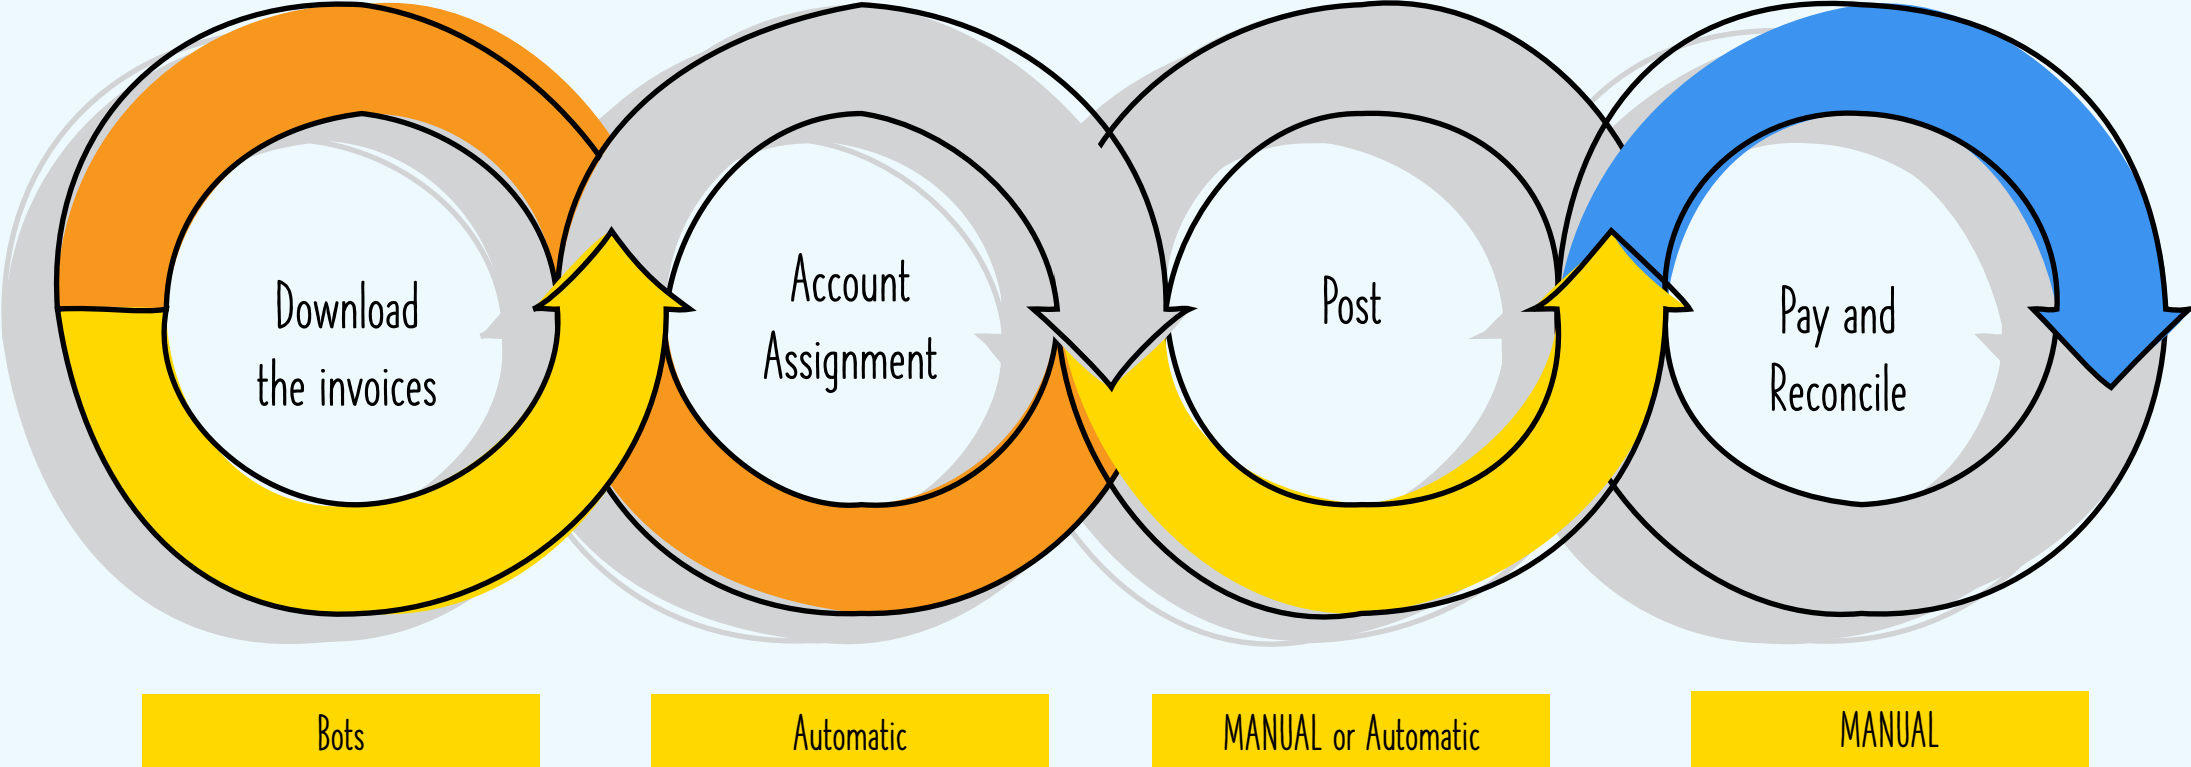 Download
the invoices
Account
Assignment
Post
Pay and
Reconcile
Bots
Automatic
MANUAL or Automatic
MANUAL